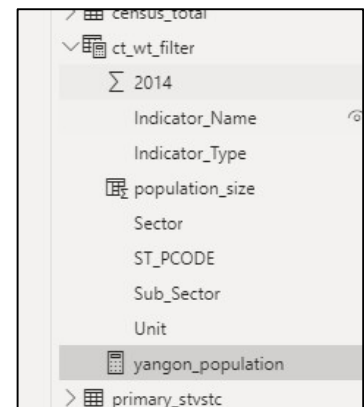 census_total
ct_wt_filter
2014
Indicator_Name
Indicator_Type
population_size
Sector
ST_PCODE
Sub_Sector
Unit
yangon_population
primary_stvstc